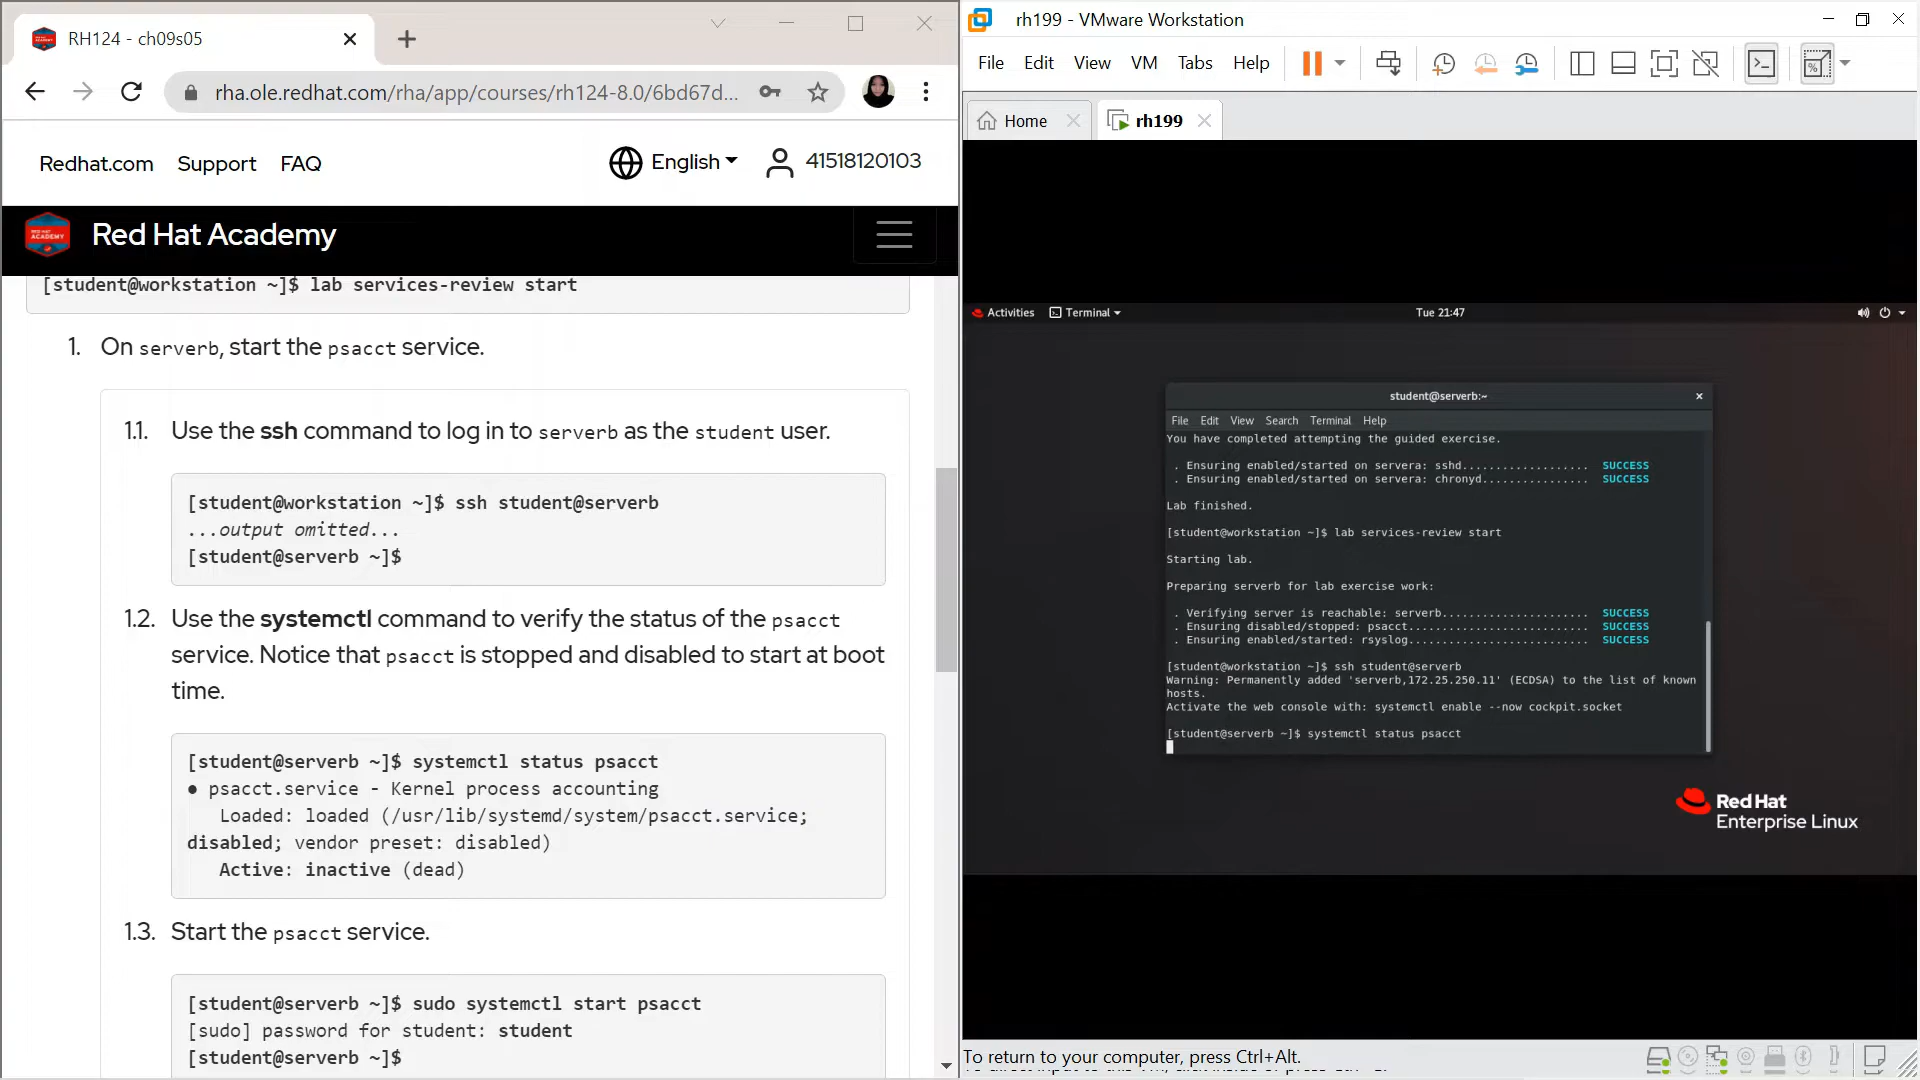 RH124 - ch09s05
rha.ole.redhat.com/rha/app/courses/rh124-8.0/6bd67d...
Redhat.com Support FAQ
English
41518120103
RED HAT
ACADEMY
Red Hat Academy
[student@workstation ~]$ lab services-review start
1. On serverb, start the psacct service.
1.1. Use the ssh command to log in to serverb as the student user.
[student@workstation ~]$ ssh student@serverb
...output omitted...
[student@serverb ~]$
1.2. Use the systemctl command to verify the status of the psacct
service. Notice that psacct is stopped and disabled to start at boot
time.
[student@serverb ~]$ systemctl status psacct
● psacct.service - Kernel process accounting
Loaded: loaded (/usr/lib/systemd/system/psacct.service;
disabled; vendor preset: disabled)
Active: inactive (dead)
1.3. Start the psacct service.
[student@serverb ~]$ sudo systemctl start psacct
[sudo] password for student: student
[student@serverb ~]$
rh199 - VMware Workstation
File Edit View VM Tabs Help
Home
rh199
Activities Terminal Tue 21:47
student@serverb:~
File Edit View Search Terminal Help
You have completed attempting the guided exercise.
. Ensuring enabled/started on servera: sshd................... SUCCESS
. Ensuring enabled/started on servera: chronyd................ SUCCESS
Lab finished.
[student@workstation ~]$ lab services-review start
Starting lab.
Preparing serverb for lab exercise work:
. Verifying server is reachable: serverb...................... SUCCESS
. Ensuring disabled/stopped: psacct........................... SUCCESS
. Ensuring enabled/started: rsyslog........................... SUCCESS
[student@workstation ~]$ ssh student@serverb
Warning: Permanently added 'serverb,172.25.250.11' (ECDSA) to the list of known
hosts.
Activate the web console with: systemctl enable --now cockpit.socket
[student@serverb ~]$ systemctl status psacct
Red Hat
Enterprise Linux
To return to your computer, press Ctrl+Alt.